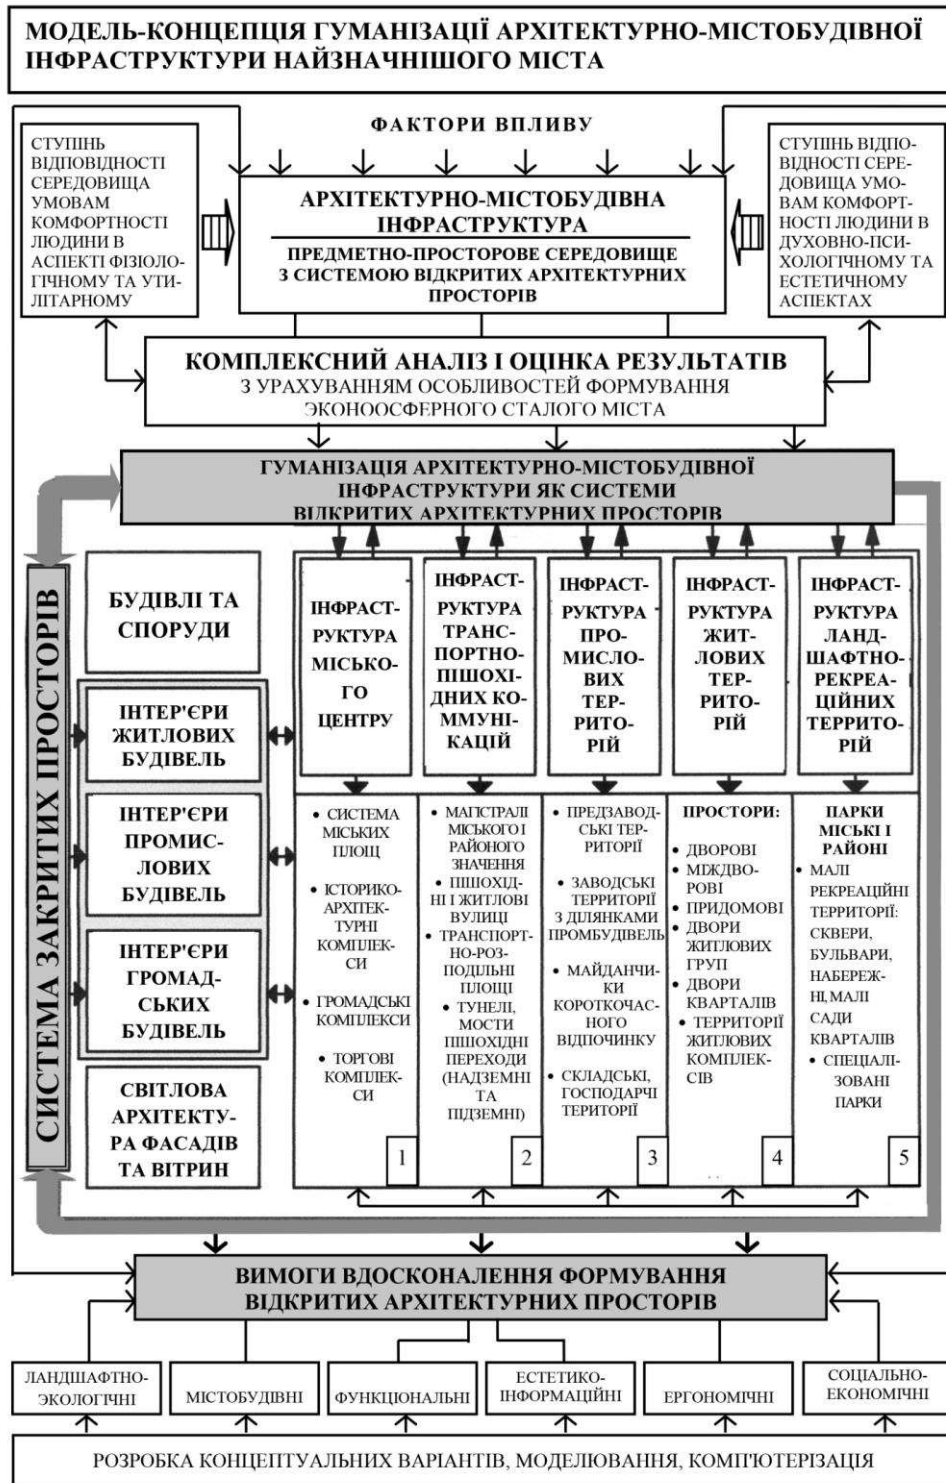 МОДЕЛЬ-КОНЦЕПЦІЯ ГУМАНІЗАЦІЇ АРХІТЕКТУРНО-МІСТОБУДІВНОЇ
ІНФРАСТРУКТУРИ НАЙЗНАЧНІШОГО МІСТА
ФАКТОРИ ВПЛИВУ
СТУПІНЬ
ВІДПОВІДНОСТІ
СЕРЕДОВИЩА
УМОВАМ
КОМФОРТНОСТІ
ЛЮДИНИ В
АСПЕКТІ ФІЗІОЛО-
ГІЧНОМУ ТА УТИ-
ЛІТАРНОМУ
АРХІТЕКТУРНО-МІСТОБУДІВНА
ІНФРАСТРУКТУРА
ПРЕДМЕТНО-ПРОСТОРОВЕ СЕРЕДОВИЩЕ
З СИСТЕМОЮ ВІДКРИТИХ АРХІТЕКТУРНИХ
ПРОСТОРІВ
СТУПІНЬ ВІДПО-
ВІДНОСТІ СЕРЕ-
ДОВИЩА УМО-
ВАМ КОМФОРТ-
НОСТІ ЛЮДИНИ В
ДУХОВНО-ПСИ-
ХОЛОГІЧНОМУ ТА
ЕСТЕТИЧНОМУ
АСПЕКТАХ
КОМПЛЕКСНИЙ АНАЛІЗ І ОЦІНКА РЕЗУЛЬТАТІВ
З УРАХУВАННЯМ ОСОБЛИВОСТЕЙ ФОРМУВАННЯ
ЭКОНООСФЕРНОГО СТАЛОГО МІСТА
ГУМАНІЗАЦІЯ АРХІТЕКТУРНО-МІСТОБУДІВНОЇ
ІНФРАСТРУКТУРИ ЯК СИСТЕМИ
ВІДКРИТИХ АРХІТЕКТУРНИХ ПРОСТОРІВ
СИСТЕМА ЗАКРИТИХ ПРОСТОРІВ
БУДІВЛІ ТА
СПОРУДИ
ІНТЕР'ЄРИ
ЖИТЛОВИХ
БУДІВЕЛЬ
ІНТЕР'ЄРИ
ПРОМИС-
ЛОВИХ
БУДІВЕЛЬ
ІНТЕР'ЄРИ
ГРОМАД-
СЬКИХ
БУДІВЕЛЬ
СВІТЛОВА
АРХІТЕКТУ-
РА ФАСАДІВ
ТА ВІТРИН
ІНФРАСТ-
РУКТУРА
МІСЬКО-
ГО
ЦЕНТРУ
ІНФРАСТ-
РУКТУРА
ТРАНС-
ПОРТНО-
ПІШОХІД-
НИХ КОМ-
МУНІ-
КАЦІЙ
ІНФРАСТ-
РУКТУРА
ПРО-
МИСЛО-
ВИХ
ТЕР-
РИТО-
РІЙ
ІНФРАСТ-
РУКТУРА
ЖИТ-
ЛОВИХ
ТЕР-
РИТО-
РІЙ
ІНФРАСТ-
РУКТУРА
ЛАНД-
ШАФТНО-
РЕКРЕА-
ЦІЙНИХ
ТЕРРИТО-
РІЙ
• СИСТЕМА
МІСЬКИХ
ПЛОЩ
• ІСТОРИКО-
АРХІТЕК-
ТУРНІ
КОМПЛЕК-
СИ
• ГРОМАДСЬКІ
КОМПЛЕКСИ
• ТОРГОВІ
КОМПЛЕК-
СИ
1
• МАГІСТРАЛІ
МІСЬКОГО І
РАЙОНОГО
ЗНАЧЕННЯ
• ПІШОХІД-
НІ І ЖИТЛОВІ
ВУЛИЦІ
• ТРАНСПОРТ-
НО-РОЗ-
ПОДІЛЬНІ
ПЛОЩІ
• ТУНЕЛІ,
МОСТИ
ПІШОХІДНІ
ПЕРЕХОДИ
(НАДЗЕМНІ
ТА
ПІДЗЕМНІ)
2
• ПРЕДЗАВОД-
СЬКІ ТЕР-
РИТОРІЇ
• ЗАВОДСЬКІ
ТЕРРИТОРІЇ
З ДІЛЯНКАМИ
ПРОМБУДІВЕЛЬ
• МАЙДАНЧИ-
КИ
КОРОТКОЧАС-
НОГО
ВІДПОЧИНКУ
• СКЛАДСЬКІ,
ГОСПОДАРЧІ
ТЕРИТОРІЇ
3
ПРОСТОРИ:
• ДВОРОВІ
• МІЖДВО-
РОВІ
• ПРИДОМОВІ
• ДВОРИ
ЖИТЛОВИХ
ГРУП
• ДВОРИ
КВАРТАЛІВ
• ТЕРРИТОРІЇ
ЖИТЛОВИХ
КОМПЛЕК-
СІВ
4
ПАРКИ
МІСЬКІ І
РАЙОНІ
• МАЛІ
РЕКРЕАЦІЙНІ
ТЕРРИТОРІЇ:
СКВЕРИ,
БУЛЬВАРИ,
НАБЕРЕЖ-
НІ, МАЛІ
САДИ
КВАРТАЛІВ
• СПЕЦІАЛІ-
ЗОВАНІ
ПАРКИ
5
ВИМОГИ ВДОСКОНАЛЕННЯ ФОРМУВАННЯ
ВІДКРИТИХ АРХІТЕКТУРНИХ ПРОСТОРІВ
ЛАНДШАФТНО-
ЭКОЛОГІЧНІ
МІСТОБУДІВНІ
ФУНКЦІОНАЛЬНІ
ЕСТЕТИКО-
ІНФОРМАЦІЙНІ
ЕРГОНОМІЧНІ
СОЦІАЛЬНО-
ЕКОНОМІЧНІ
РОЗРОБКА КОНЦЕПТУАЛЬНИХ ВАРІАНТІВ, МОДЕЛЮВАННЯ, КОМП'ЮТЕРІЗАЦІЯ